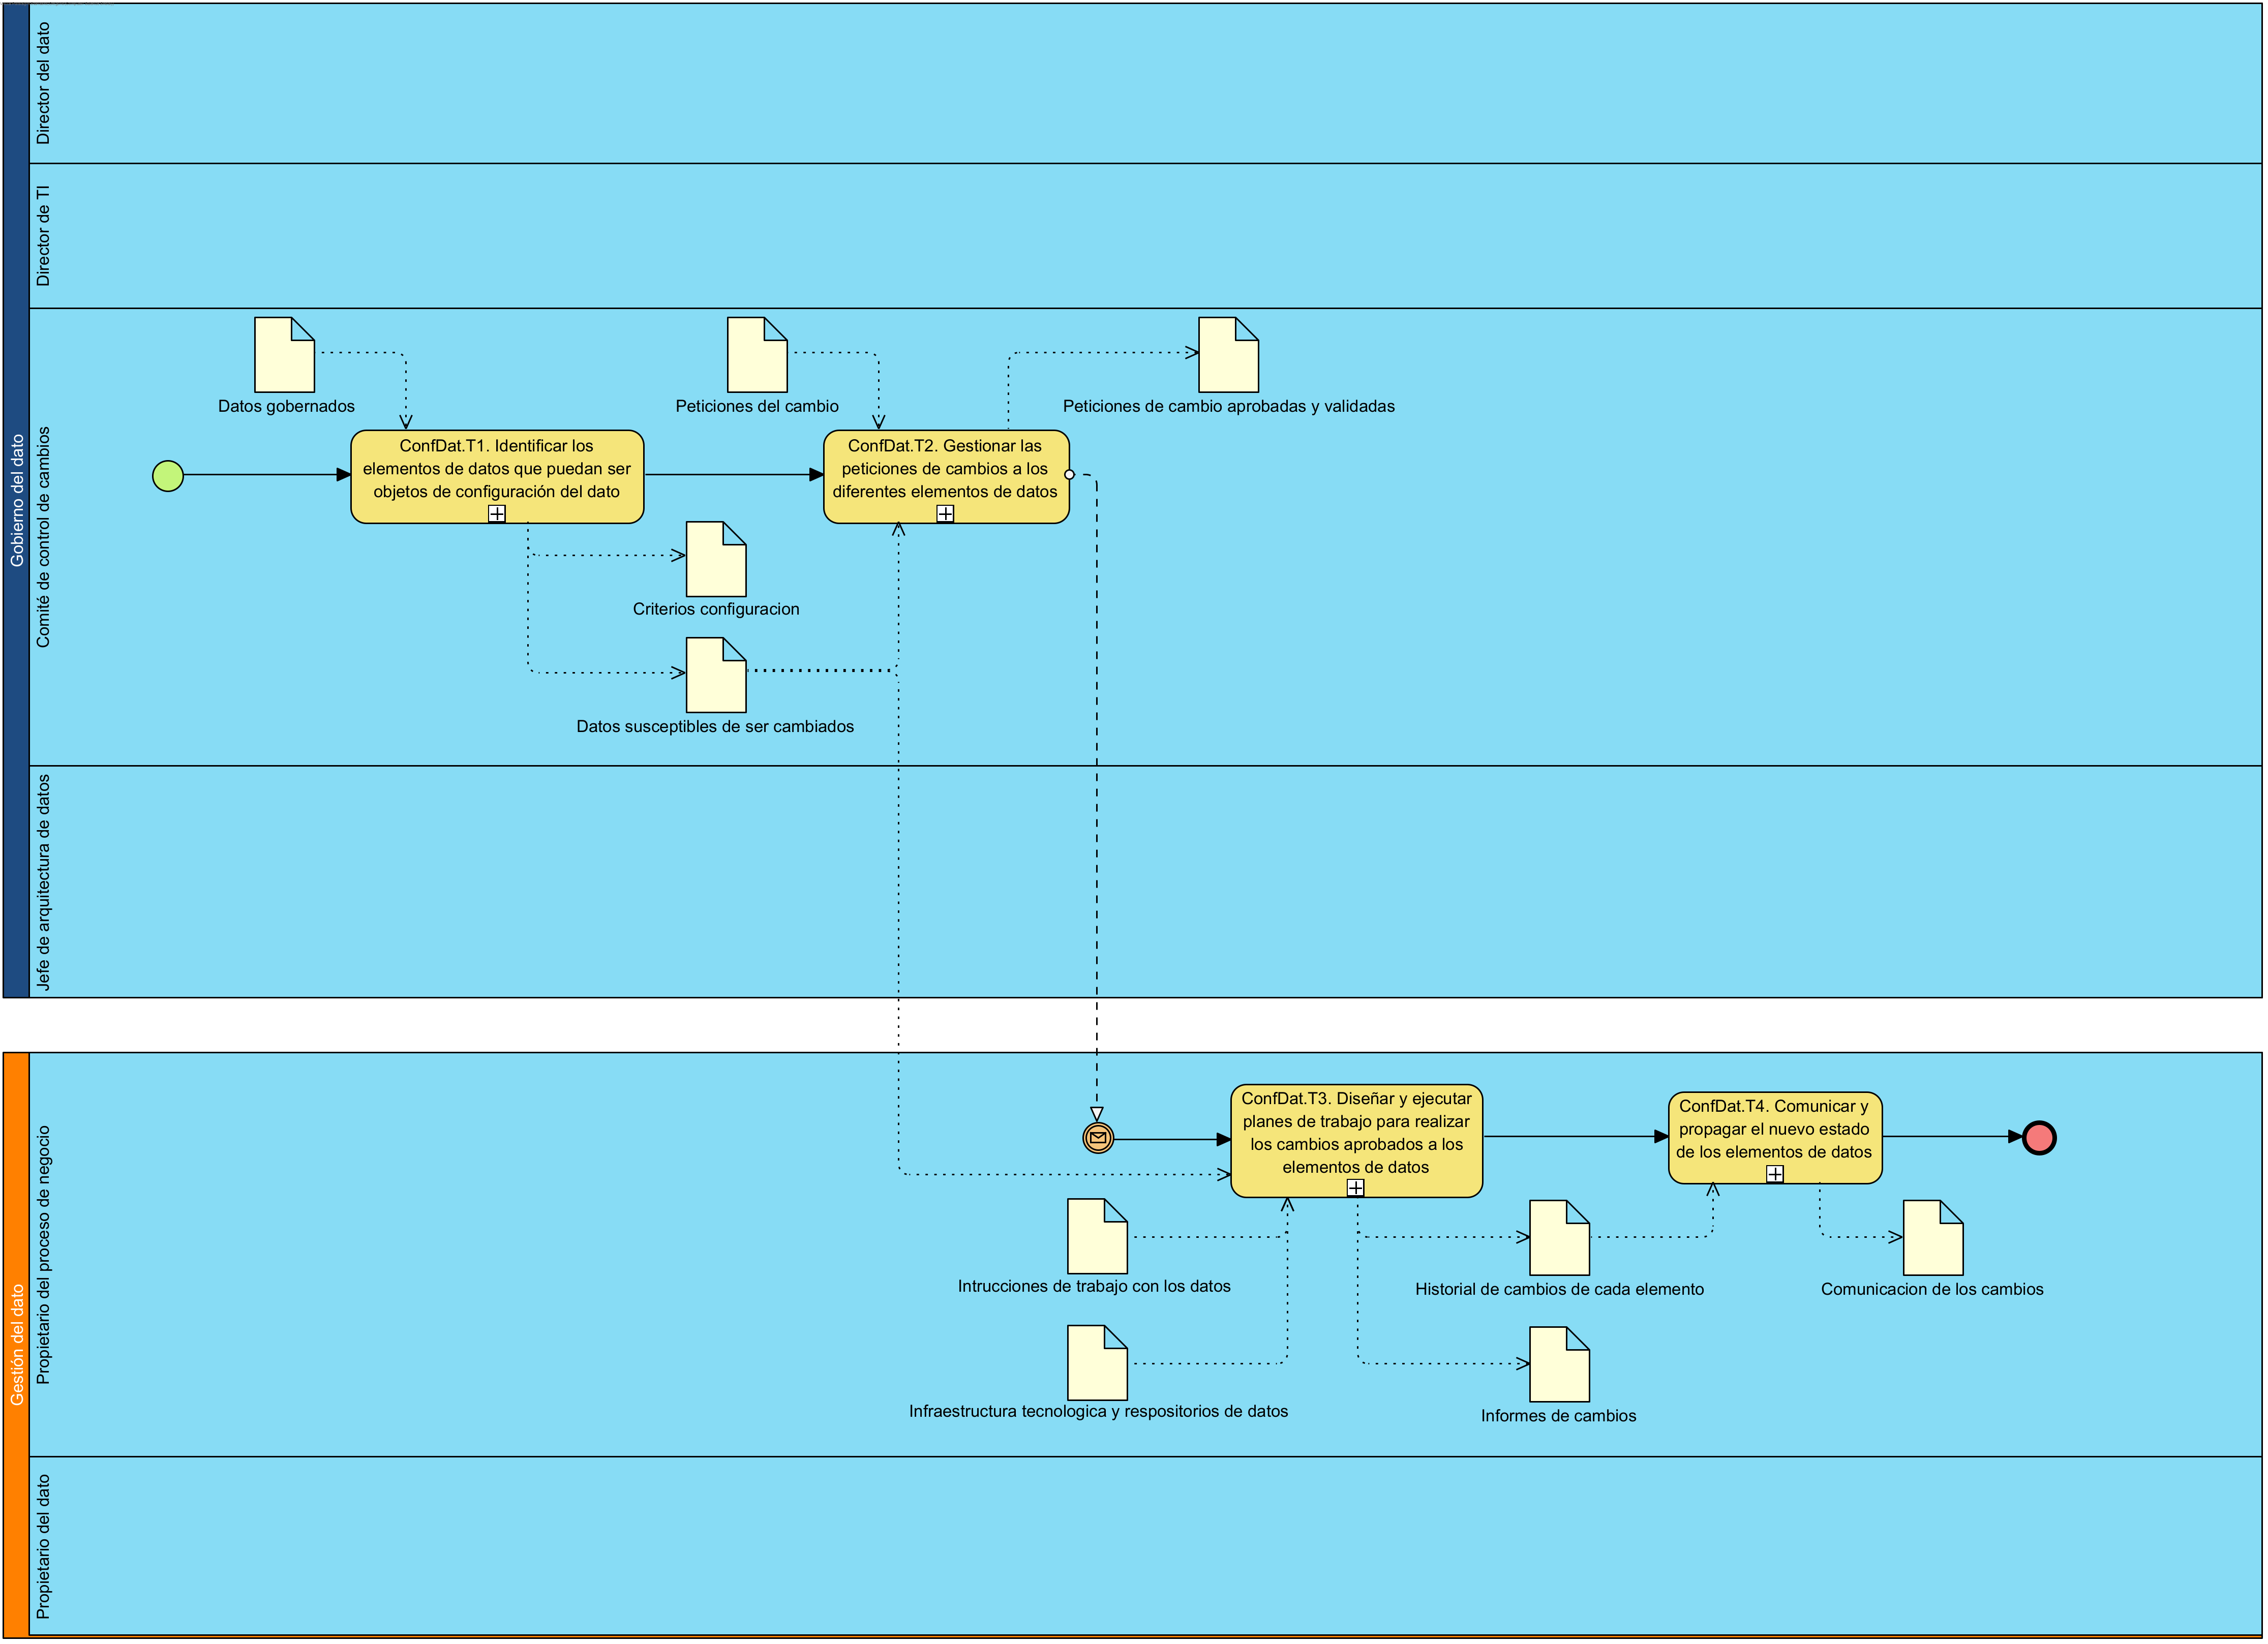 Gobierno del dato
Director del dato
Director de TI
Comité de control de cambios
Datos gobernados
Peticiones del cambio
Peticiones de cambio aprobadas y validadas
ConfDat.T1. Identificar los
elementos de datos que puedan ser
objetos de configuración del dato
ConfDat.T2. Gestionar las
peticiones de cambios a los
diferentes elementos de datos
Criterios configuracion
Datos susceptibles de ser cambiados
Jefe de arquitectura de datos
Gestión del dato
Propietario del proceso de negocio
ConfDat.T3. Diseñar y ejecutar
planes de trabajo para realizar
los cambios aprobados a los
elementos de datos
ConfDat.T4. Comunicar y
propagar el nuevo estado
de los elementos de datos
Intrucciones de trabajo con los datos
Historial de cambios de cada elemento
Comunicacion de los cambios
Infraestructura tecnologica y respositorios de datos
Informes de cambios
Propietario del dato